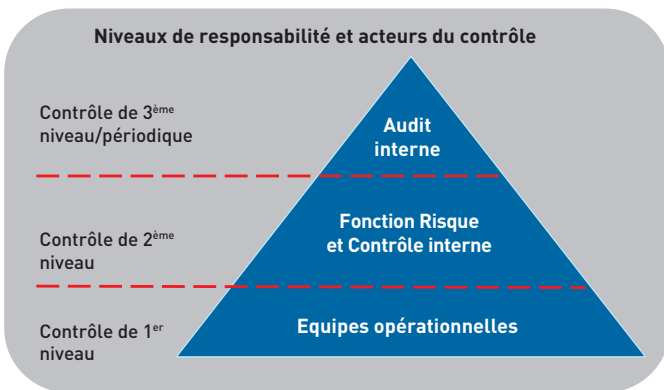 Niveaux de responsabilité et acteurs du contrôle
Contrôle de 3ème
niveau/périodique
Audit
interne
Contrôle de 2ème
niveau
Fonction Risque
et Contrôle interne
Contrôle de 1er
niveau
Equipes opérationnelles